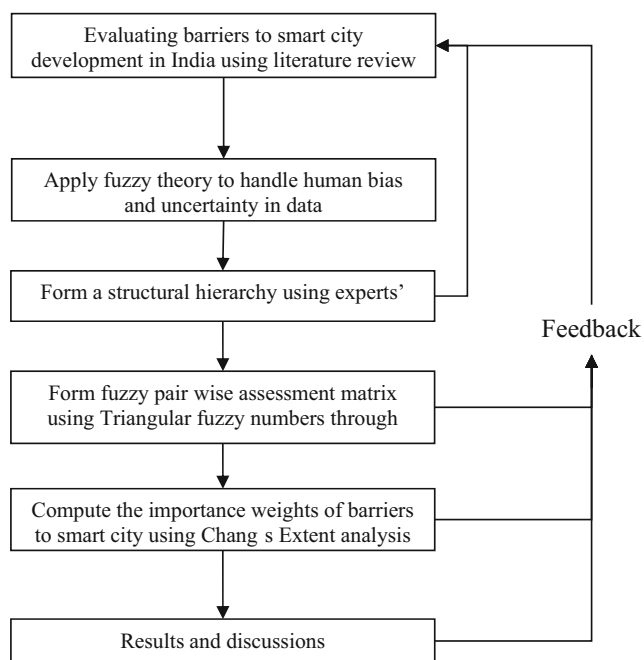 Evaluating barriers to smart city
development in India using literature review
Apply fuzzy theory to handle human bias
and uncertainty in data
Form a structural hierarchy using experts’
Feedback
Form fuzzy pair wise assessment matrix
using Triangular fuzzy numbers through
Compute the importance weights of barriers
to smart city using Chang s Extent analysis
Results and discussions